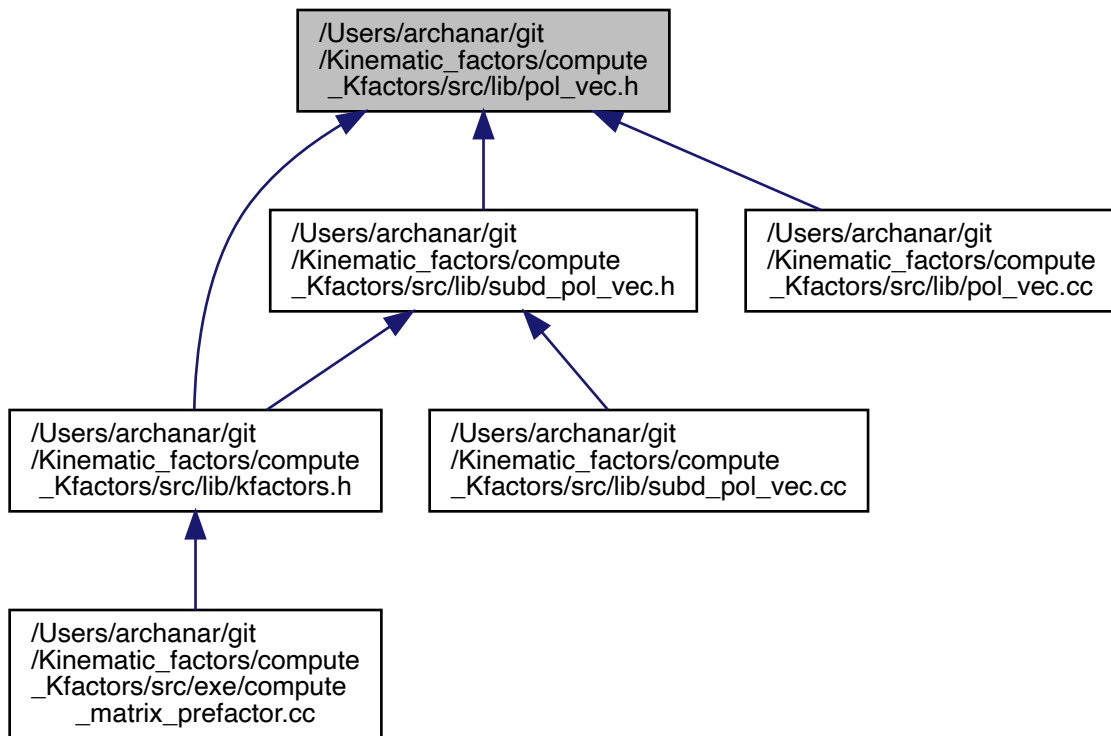 /Users/archanar/git
/Kinematic_factors/compute
_Kfactors/src/lib/pol_vec.h
/Users/archanar/git
/Kinematic_factors/compute
_Kfactors/src/lib/subd_pol_vec.h
/Users/archanar/git
/Kinematic_factors/compute
_Kfactors/src/lib/pol_vec.cc
/Users/archanar/git
/Kinematic_factors/compute
_Kfactors/src/lib/kfactors.h
/Users/archanar/git
/Kinematic_factors/compute
_Kfactors/src/lib/subd_pol_vec.cc
/Users/archanar/git
/Kinematic_factors/compute
_Kfactors/src/exe/compute
_matrix_prefactor.cc